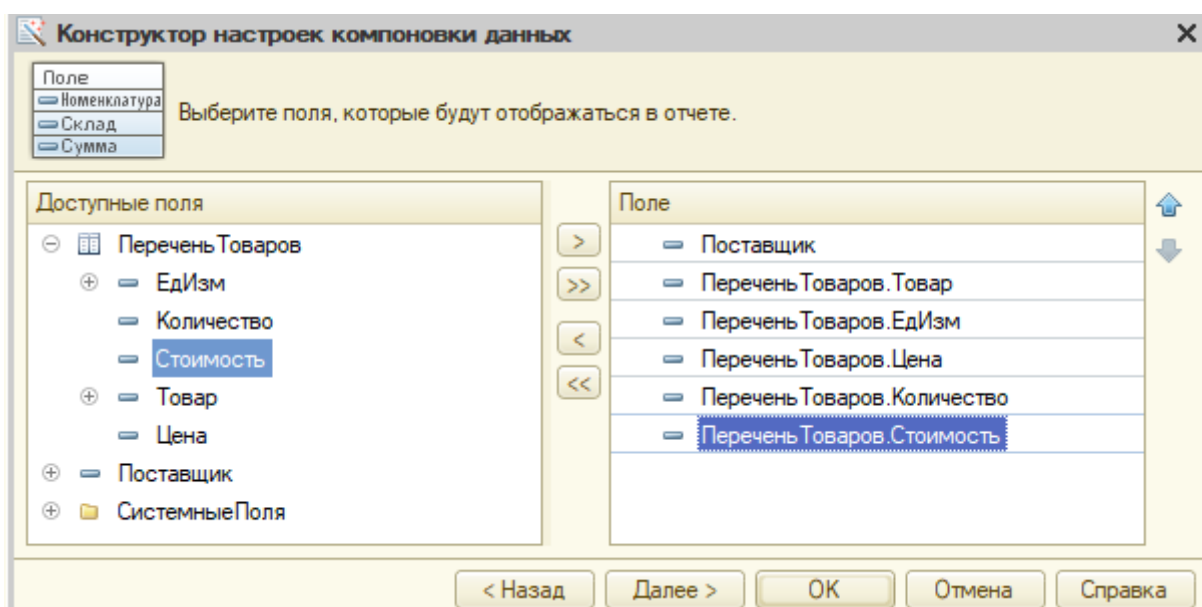 Конструктор настроек компоновки данных
Поле
Номенклатура
Склад
Сумма
Выберите поля, которые будут отображаться в отчете.
Доступные поля
ПереченьТоваров
ЕдИзм
Количество
Стоимость
Товар
Цена
Поставщик
СистемныеПоля
>
>>
<
<<
Поле
Поставщик
ПереченьТоваров.Товар
ПереченьТоваров.ЕдИзм
ПереченьТоваров.Цена
ПереченьТоваров.Количество
ПереченьТоваров.Стоимость
< Назад Далее > ОК Отмена Справка